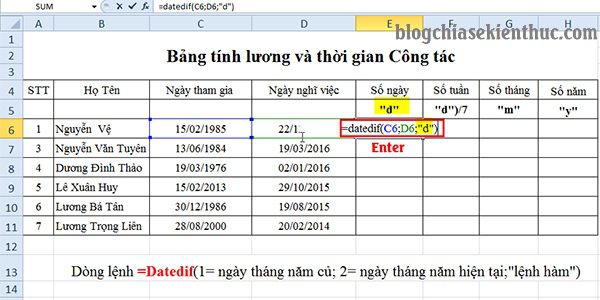 SUM =datedif(C6;D6;"d")
A B C D E F G H
blogchiasekienthuc.com
1
2 Bảng tính lương và thời gian Công tác
3
4 STT Họ Tên Ngày tham gia Ngày nghỉ việc Số ngày Số tuần Số tháng Số năm
5 "d" "d")/7 "m" "y"
6 1 Nguyễn Vệ 15/02/1985 22/1 =datedif(C6;D6;"d")
7 3 Nguyễn Văn Tuyên 13/06/1984 19/03/2016 Enter
8 4 Dương Đình Thảo 19/03/1976 02/01/2016
9 5 Lê Xuân Huy 15/02/2013 29/10/2015
10 6 Lương Bá Tân 30/12/1986 19/08/2015
11 7 Lương Trọng Liên 28/08/2000 20/02/2014
12
13 Dòng lệnh =Datedif(1= ngày tháng năm củ; 2= ngày tháng năm hiện tại;"lệnh hàm")
14